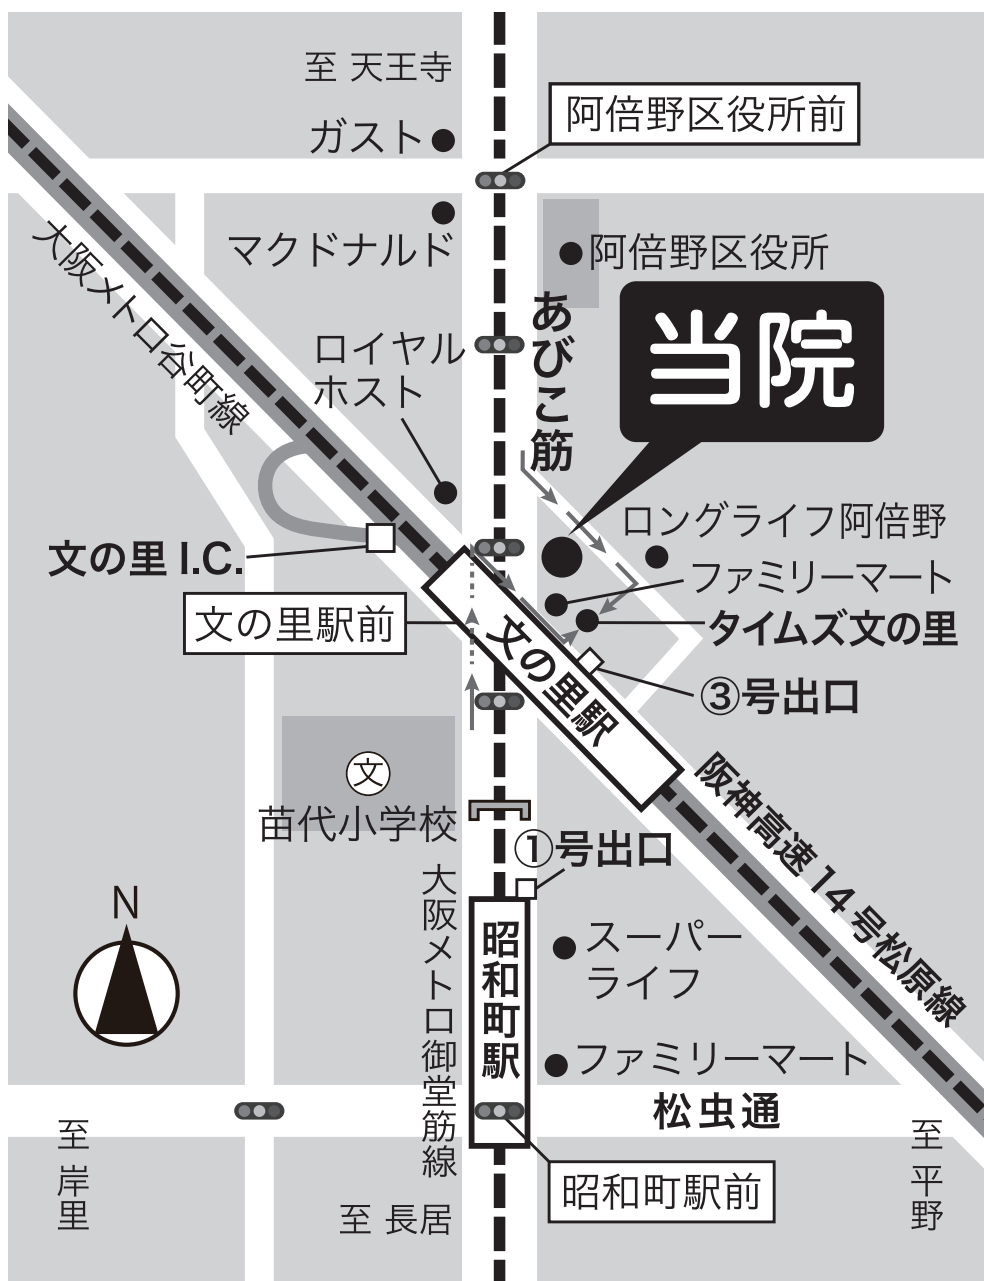 至 天王寺
阿倍野区役所前
ガスト
マクドナルド
阿倍野区役所
大阪メトロ谷町線
あびこ筋
当院
ロイヤル
ホスト
ロングライフ阿倍野
文の里 I.C.
ファミリーマート
文の里駅前
タイムズ文の里
文の里駅
③号出口
文
苗代小学校
阪神高速14号松原線
①号出口
大阪メトロ御堂筋線
N
昭和町駅
スーパー
ライフ
ファミリーマート
松虫通
至 岸里
至 平野
昭和町駅前
至 長居